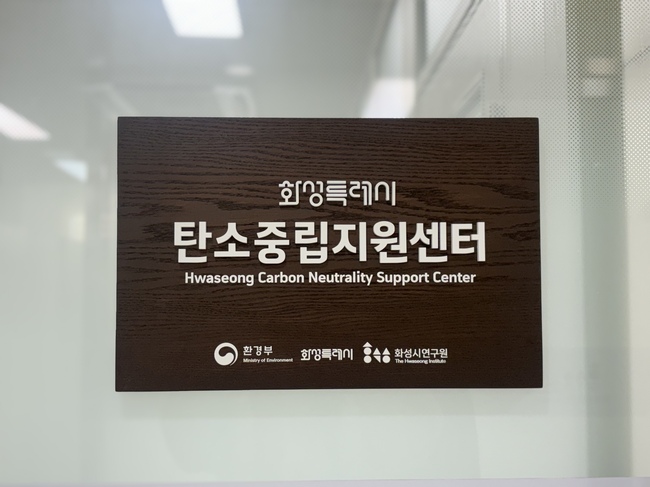 화성특례시
탄소중립지원센터
Hwaseong Carbon Neutrality Support Center
환경부 화성특례시 화성시연구원
Ministry of Environment The Hwaseong Institute